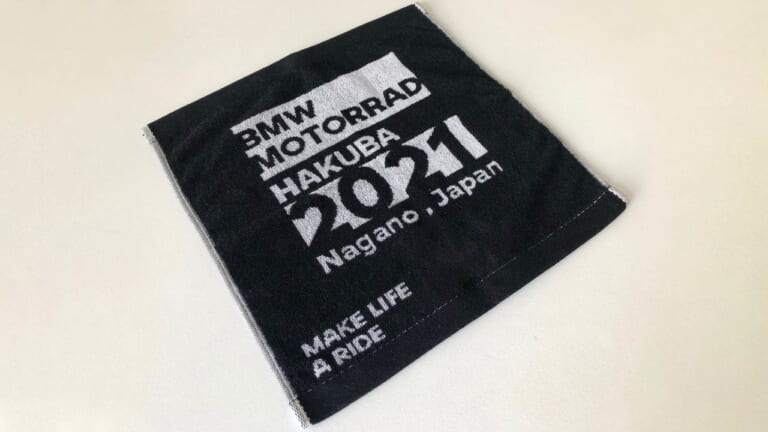 BMW
MOTORRAD
HAKUBA
2021
Nagano , Japan
MAKE LIFE
A RIDE